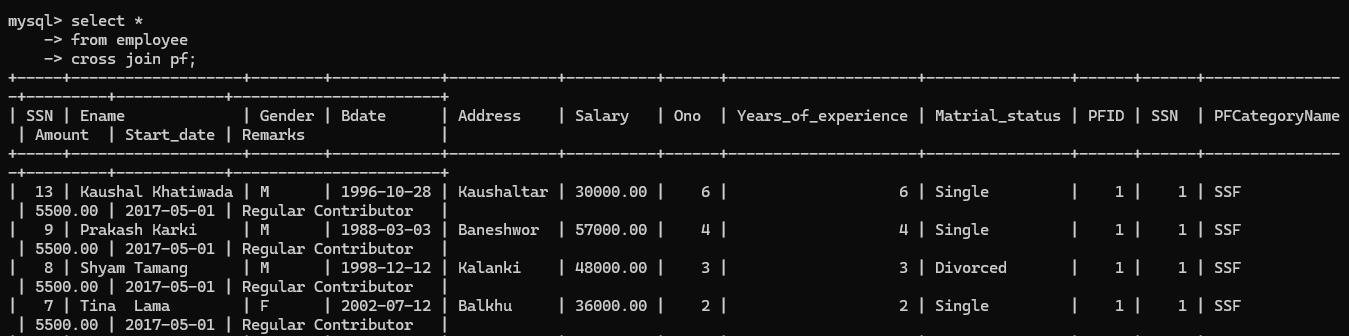 mysql> select *
    -> from employee
    -> cross join pf;
+-----+-------------------+--------+------------+------------+----------+------+---------------------+----------------+------+------+---------------
-+---------+------------+-----------------------+
| SSN | Ename             | Gender | Bdate      | Address    | Salary   | Ono  | Years_of_experience | Matrial_status | PFID | SSN  | PFCategoryName
 | Amount  | Start_date | Remarks               |
+-----+-------------------+--------+------------+------------+----------+------+---------------------+----------------+------+------+---------------
-+---------+------------+-----------------------+
|  13 | Kaushal Khatiwada | M      | 1996-10-28 | Kaushaltar | 30000.00 |    6 |                   6 | Single         |    1 |    1 | SSF
 | 5500.00 | 2017-05-01 | Regular Contributor   |
|   9 | Prakash Karki     | M      | 1988-03-03 | Baneshwor  | 57000.00 |    4 |                   4 | Single         |    1 |    1 | SSF
 | 5500.00 | 2017-05-01 | Regular Contributor   |
|   8 | Shyam Tamang      | M      | 1998-12-12 | Kalanki    | 48000.00 |    3 |                   3 | Divorced       |    1 |    1 | SSF
 | 5500.00 | 2017-05-01 | Regular Contributor   |
|   7 | Tina  Lama        | F      | 2002-07-12 | Balkhu     | 36000.00 |    2 |                   2 | Single         |    1 |    1 | SSF
 | 5500.00 | 2017-05-01 | Regular Contributor   |